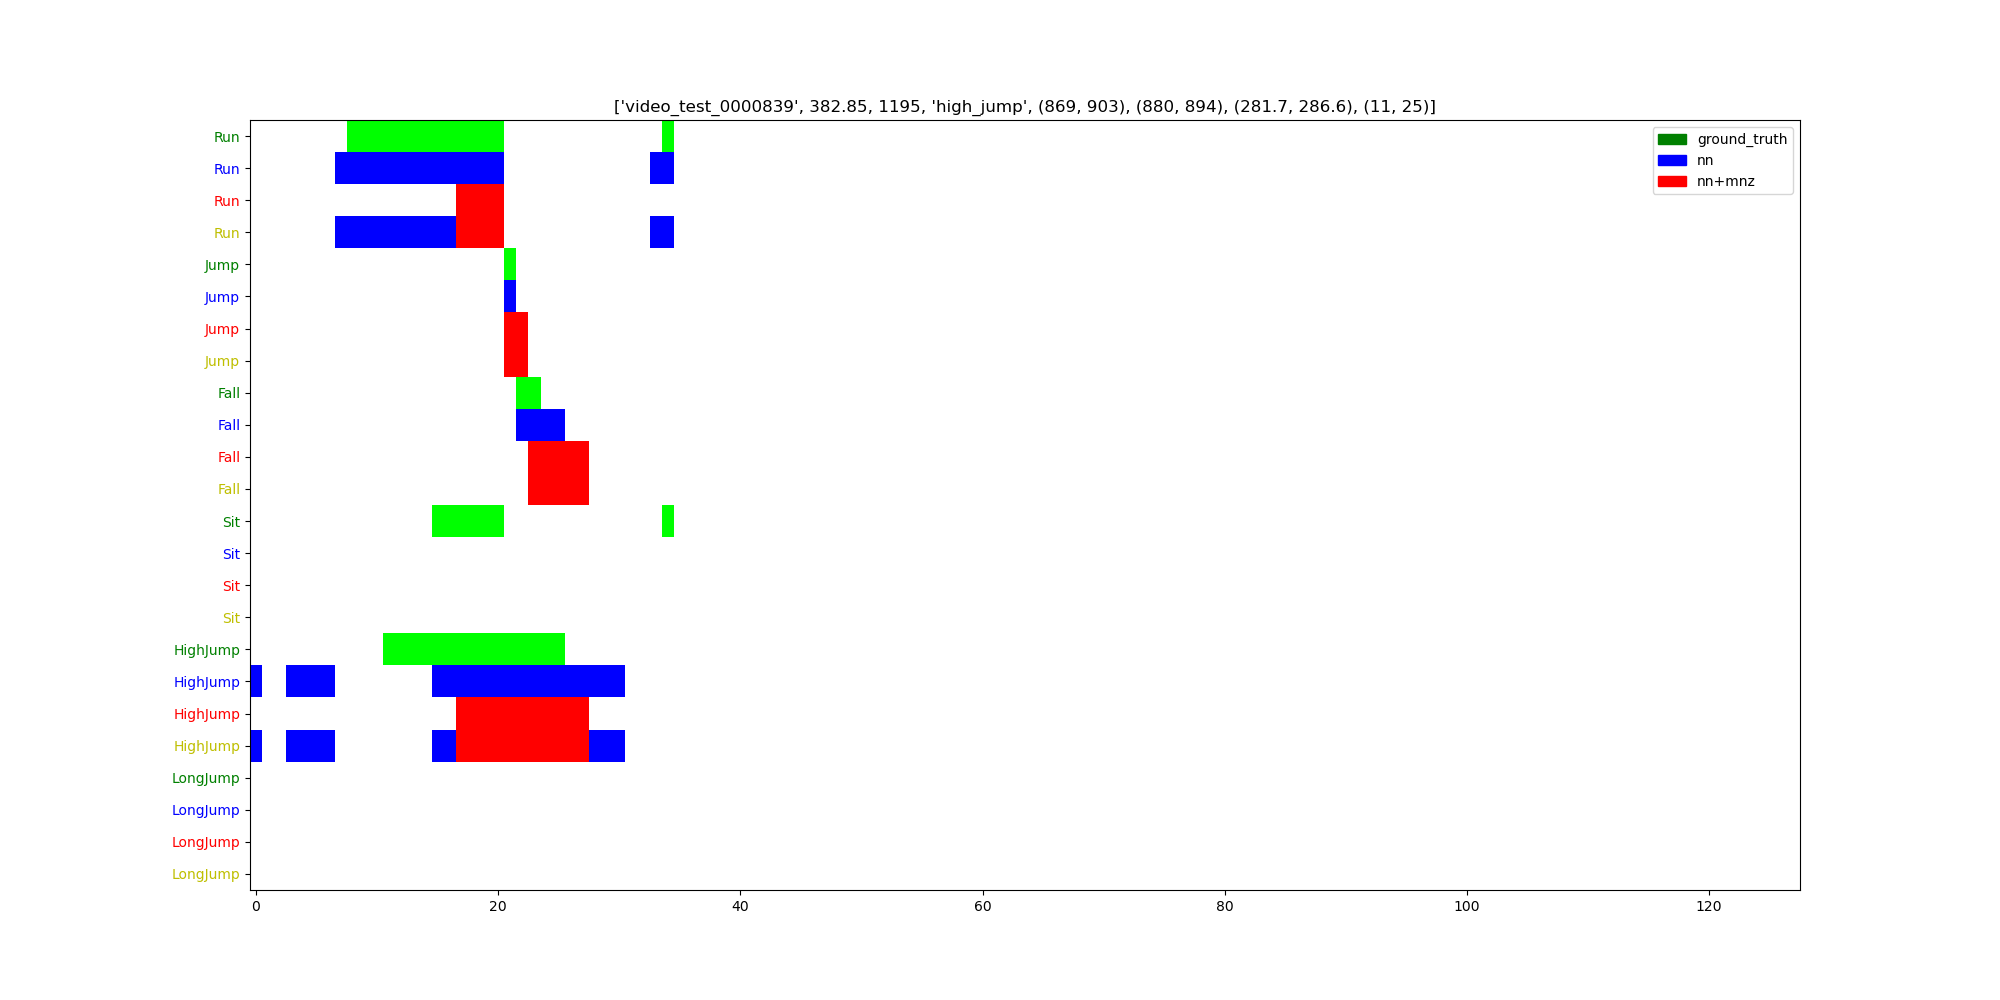 ['video_test_0000839', 382.85, 1195, 'high_jump', (869, 903), (880, 894), (281.7, 286.6), (11, 25)]
ground_truth
nn
nn+mnz
Run
Run
Run
Run
Jump
Jump
Jump
Jump
Fall
Fall
Fall
Fall
Sit
Sit
Sit
Sit
HighJump
HighJump
HighJump
HighJump
LongJump
LongJump
LongJump
LongJump
0 20 40 60 80 100 120